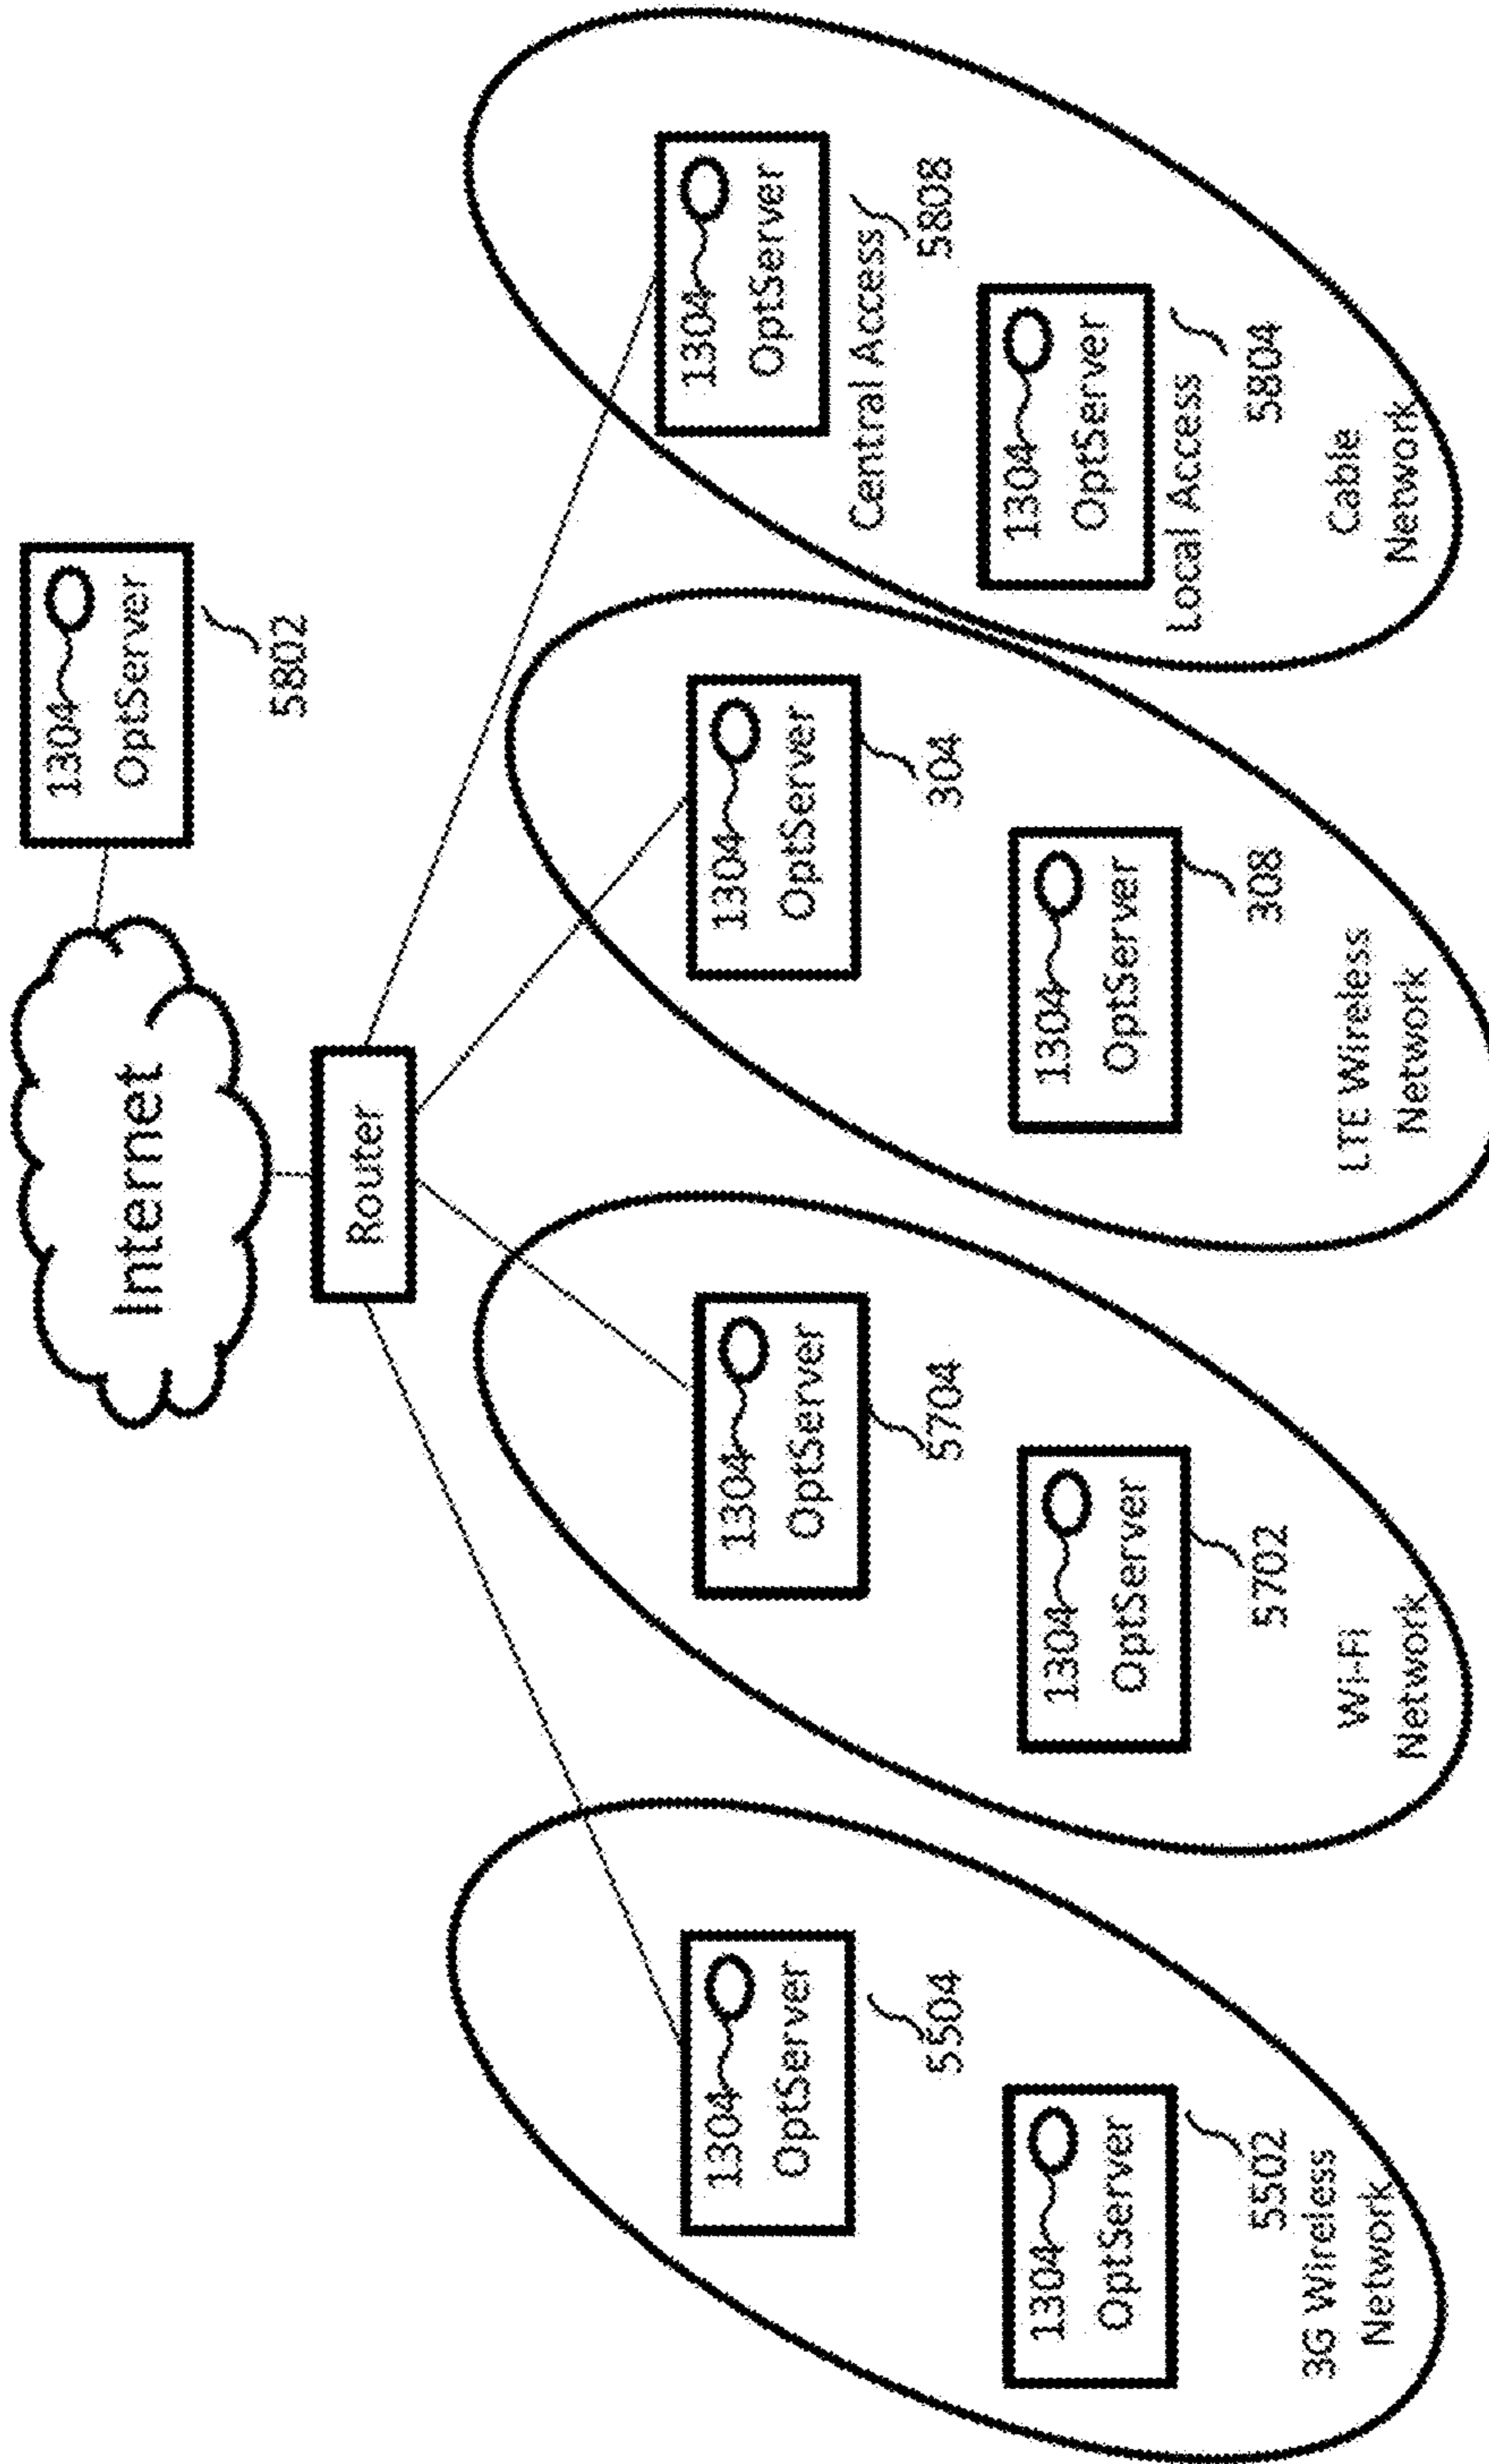 Internet
1304
OptServer
5802
Router
1304
OptServer
5504
1304
OptServer
5502
3G Wireless
Network
1304
OptServer
5704
1304
OptServer
5702
Wi-Fi
Network
1304
OptServer
304
1304
OptServer
308
LTE Wireless
Network
1304
OptServer
Central Access
5808
1304
OptServer
Local Access
5804
Cable
Network